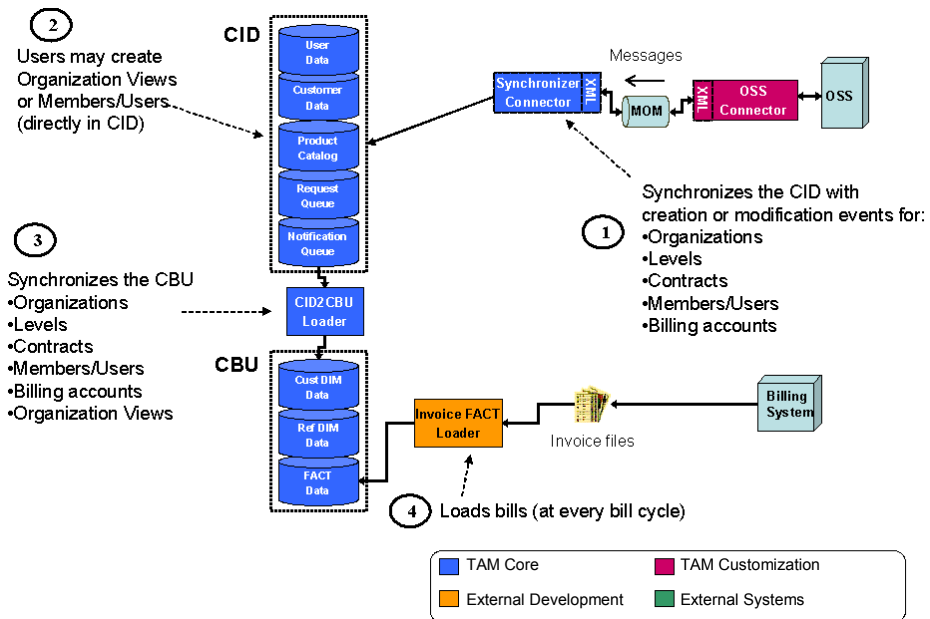 2
Users may create
Organization Views
or Members/Users
(directly in CID)
CID
User
Data
Customer
Data
Product
Catalog
Request
Queue
Notification
Queue
Messages
Synchronizer
Connector
XML
MOM
XML
OSS
Connector
OSS
1
Synchronizes the CID with
creation or modification events for:
•Organizations
•Levels
•Contracts
•Members/Users
•Billing accounts
3
Synchronizes the CBU
•Organizations
•Levels
•Contracts
•Members/Users
•Billing accounts
•Organization Views
CID2CBU
Loader
CBU
Cust DIM
Data
Ref DIM
Data
FACT
Data
Invoice FACT
Loader
Invoice files
Billing
System
4
Loads bills (at every bill cycle)
TAM Core
TAM Customization
External Development
External Systems